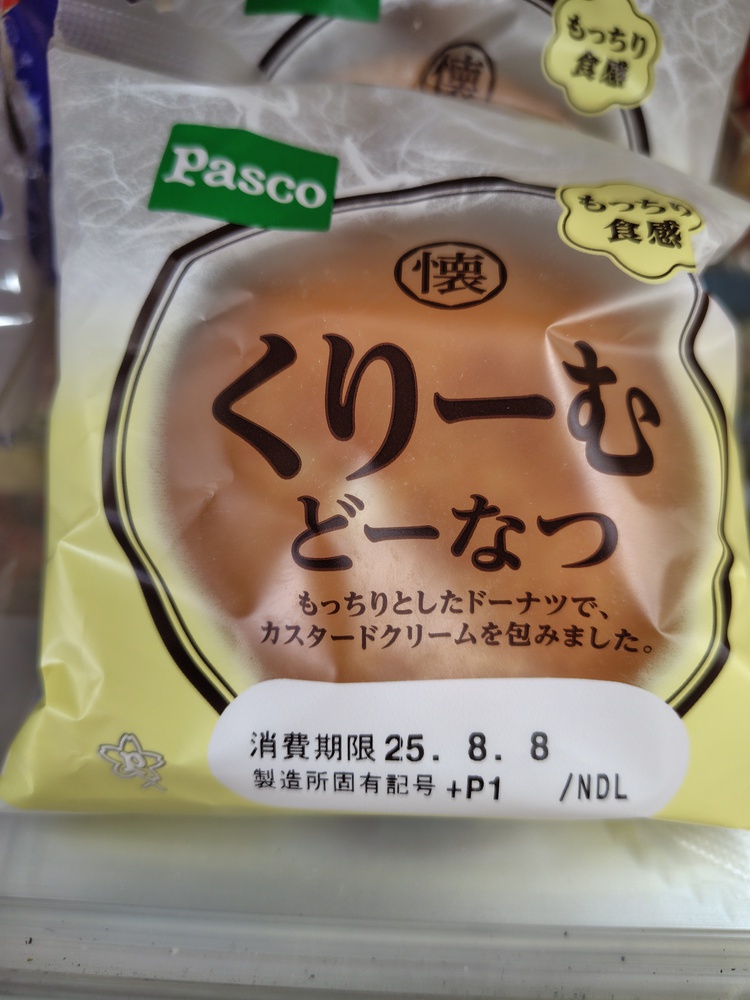 もっちり
食感
懐
Pasco
もっちり
食感
懐
くりーむ
どーなつ
もっちりとしたドーナツで、
カスタードクリームを包みました。
消費期限 25. 8. 8
製造所固有記号 +P1 /NDL